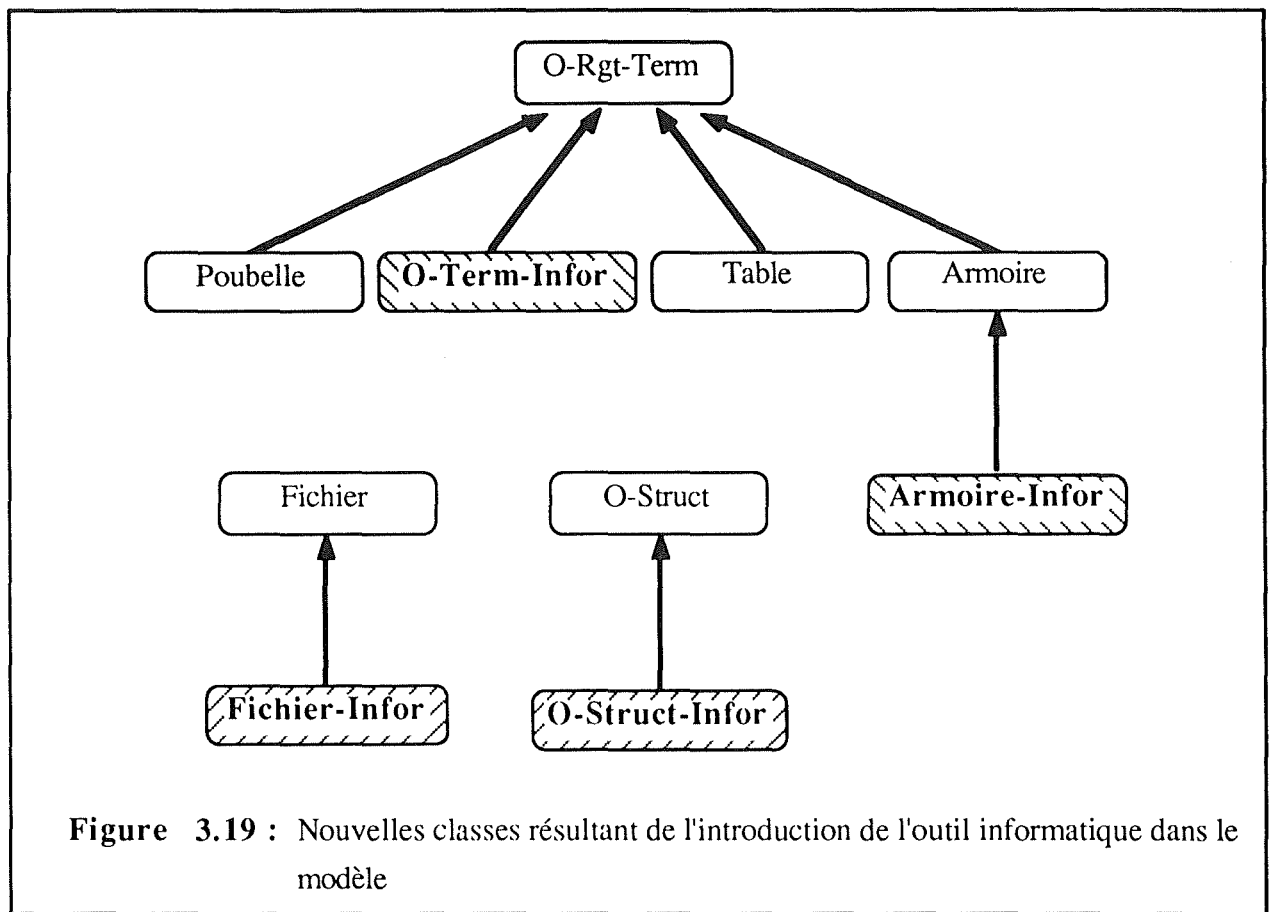 O-Rgt-Term
Poubelle
O-Term-Infor
Table
Armoire
Fichier
O-Struct
Armoire-Infor
Fichier-Infor
O-Struct-Infor
Figure 3.19 : Nouvelles classes résultant de l'introduction de l'outil informatique dans le
modèle